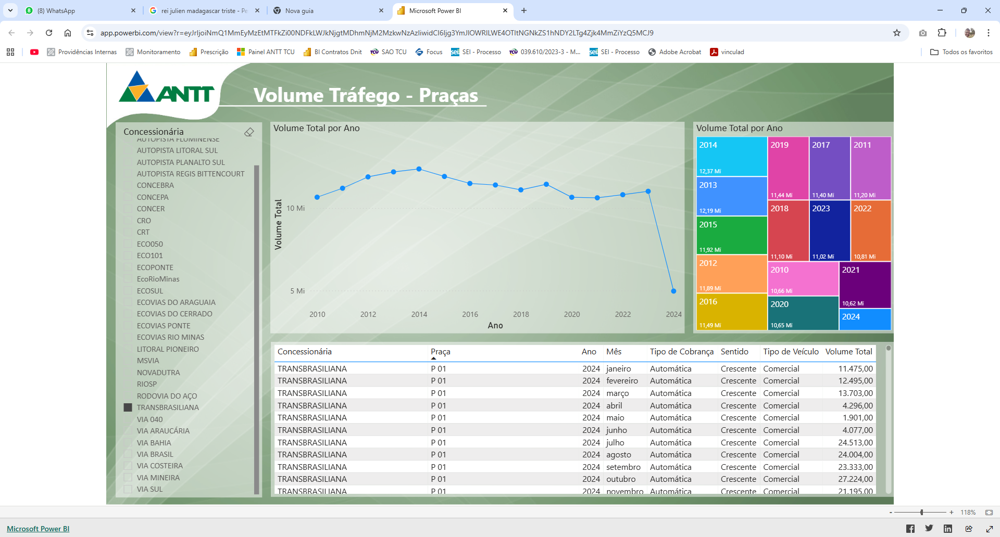 (8) WhatsApp
rei julien madagascar triste - Pe
Nova guia
Microsoft Power BI
app.powerbi.com/view?r=eyJrIjoiNmQ1MmEyMzEtMTFkZi00NDFkLWJkNjgtMDhmNjM2MzkwNzAzIiwidCI6Ijg3YmJlOWRlLWE4OTItNGNkZS1hNDY2LTg4Zjk4MmZiYzQ5MCJ9
Providências Internas
Monitoramento
Prescrição
Painel ANTT TCU
BI Contratos Dnit
SAO TCU
Focus
SEI - Processo
039.610/2023-3 - M...
SEI - Processo
Adobe Acrobat
vinculad
Todos os favoritos
ANTT
Volume Tráfego - Praças
Concessionária
AUTOPISTA FLUMINENSE
AUTOPISTA LITORAL SUL
AUTOPISTA PLANALTO SUL
AUTOPISTA REGIS BITTENCOURT
CONCEBRA
CONCEPA
CONCER
CRO
CRT
ECO050
ECO101
ECOPONTE
EcoRioMinas
ECOSUL
ECOVIAS DO ARAGUAIA
ECOVIAS DO CERRADO
ECOVIAS PONTE
ECOVIAS RIO MINAS
LITORAL PIONEIRO
MSVIA
NOVADUTRA
RIOSP
RODOVIA DO AÇO
TRANSBRASILIANA
VIA 040
VIA ARAUCÁRIA
VIA BAHIA
VIA BRASIL
VIA COSTEIRA
VIA MINEIRA
VIA SUL
Volume Total por Ano
Volume Total
10 Mi
5 Mi
2010 2012 2014 2016 2018 2020 2022 2024
Ano
Volume Total por Ano
2014
12,37 Mi
2013
12,19 Mi
2015
11,92 Mi
2012
11,89 Mi
2016
11,49 Mi
2019
11,44 Mi
2017
11,40 Mi
2011
11,20 Mi
2018
11,10 Mi
2023
11,02 Mi
2022
10,81 Mi
2010
10,66 Mi
2020
10,65 Mi
2021
10,62 Mi
2024
Concessionária Praça Ano Mês Tipo de Cobrança Sentido Tipo de Veículo Volume Total
TRANSBRASILIANA P 01 2024 janeiro Automática Crescente Comercial 11.475,00
TRANSBRASILIANA P 01 2024 fevereiro Automática Crescente Comercial 12.495,00
TRANSBRASILIANA P 01 2024 março Automática Crescente Comercial 13.703,00
TRANSBRASILIANA P 01 2024 abril Automática Crescente Comercial 4.296,00
TRANSBRASILIANA P 01 2024 maio Automática Crescente Comercial 1.901,00
TRANSBRASILIANA P 01 2024 junho Automática Crescente Comercial 4.077,00
TRANSBRASILIANA P 01 2024 julho Automática Crescente Comercial 24.513,00
TRANSBRASILIANA P 01 2024 agosto Automática Crescente Comercial 24.004,00
TRANSBRASILIANA P 01 2024 setembro Automática Crescente Comercial 23.333,00
TRANSBRASILIANA P 01 2024 outubro Automática Crescente Comercial 27.224,00
TRANSBRASILIANA P 01 2024 novembro Automática Crescente Comercial 21.195,00
- + 118%
Microsoft Power BI